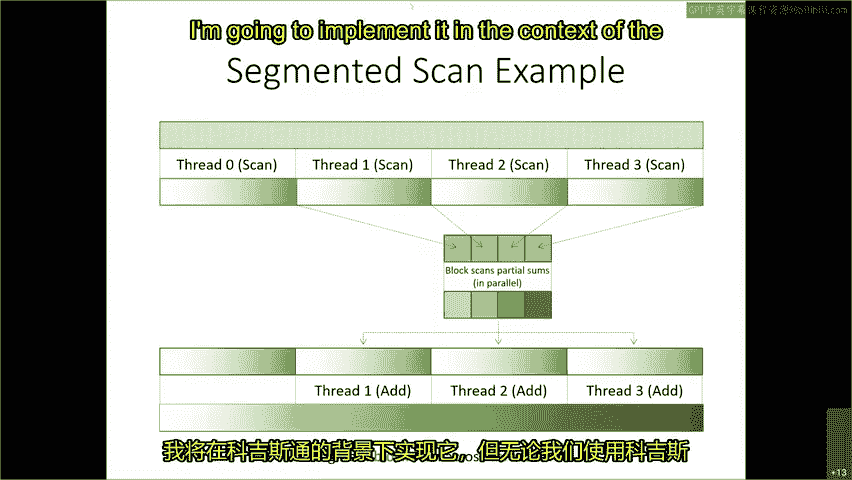 I'm going to implement it in the context of the
Segmented Scan Example
Thread 0 (Scan) Thread 1 (Scan) Thread 2 (Scan) Thread 3 (Scan)
Block scans partial sums
(in parallel)
Thread 1 (Add) Thread 2 (Add) Thread 3 (Add)
我将在科吉斯通的背景下实现它，但无论我们使用科吉斯
+13